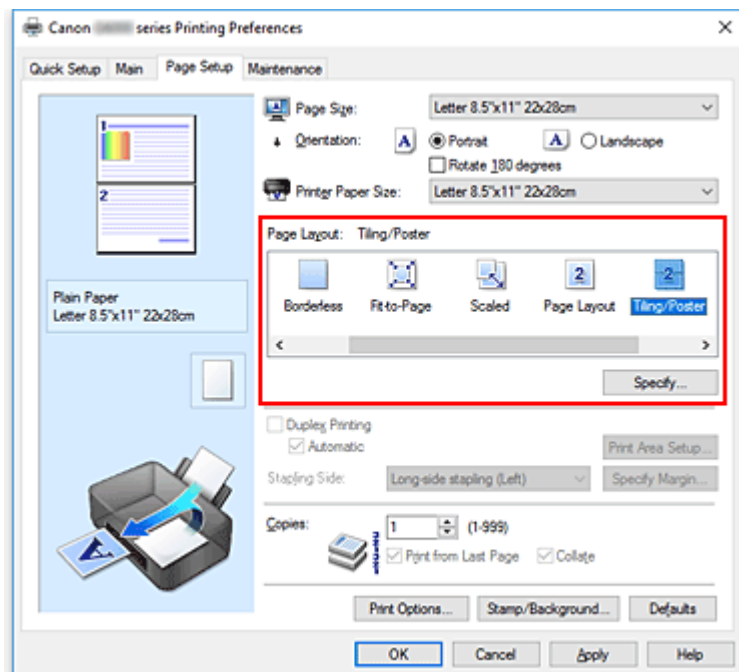 Canon series Printing Preferences
Quick Setup Main Page Setup Maintenance
1
2
Plain Paper
Letter 8.5"x11" 22x28cm
Page Size: Letter 8.5"x11" 22x28cm
Orientation: A Portrait A Landscape
Rotate 180 degrees
Printer Paper Size: Letter 8.5"x11" 22x28cm
Page Layout: Tiling/Poster
2 2
Borderless Fit-to-Page Scaled Page Layout Tiling/Poster
Specify...
Duplex Printing
Automatic Print Area Setup...
Stapling Side: Long-side stapling (Left) Specify Margin...
Copies: 1 (1-999)
Print from Last Page Collate
A
Print Options... Stamp/Background... Defaults
OK Cancel Apply Help